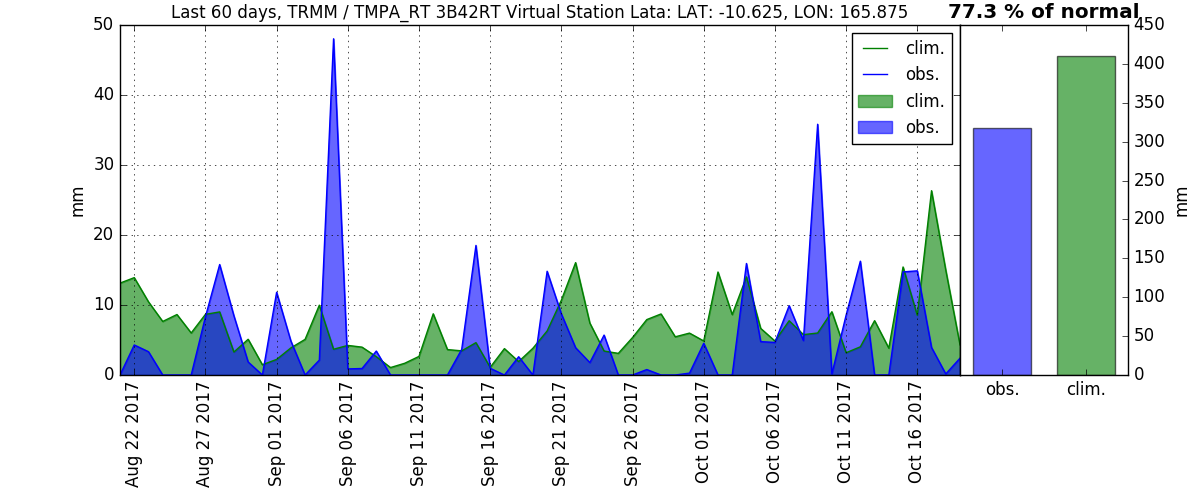 Last 60 days, TRMM / TMPA_RT 3B42RT Virtual Station Lata: LAT: -10.625, LON: 165.875
77.3 % of normal
50
40
30
20
10
0
mm
clim.
obs.
clim.
obs.
450
400
350
300
250
200
150
100
50
0
mm
Aug 22 2017
Aug 27 2017
Sep 01 2017
Sep 06 2017
Sep 11 2017
Sep 16 2017
Sep 21 2017
Sep 26 2017
Oct 01 2017
Oct 06 2017
Oct 11 2017
Oct 16 2017
obs.
clim.